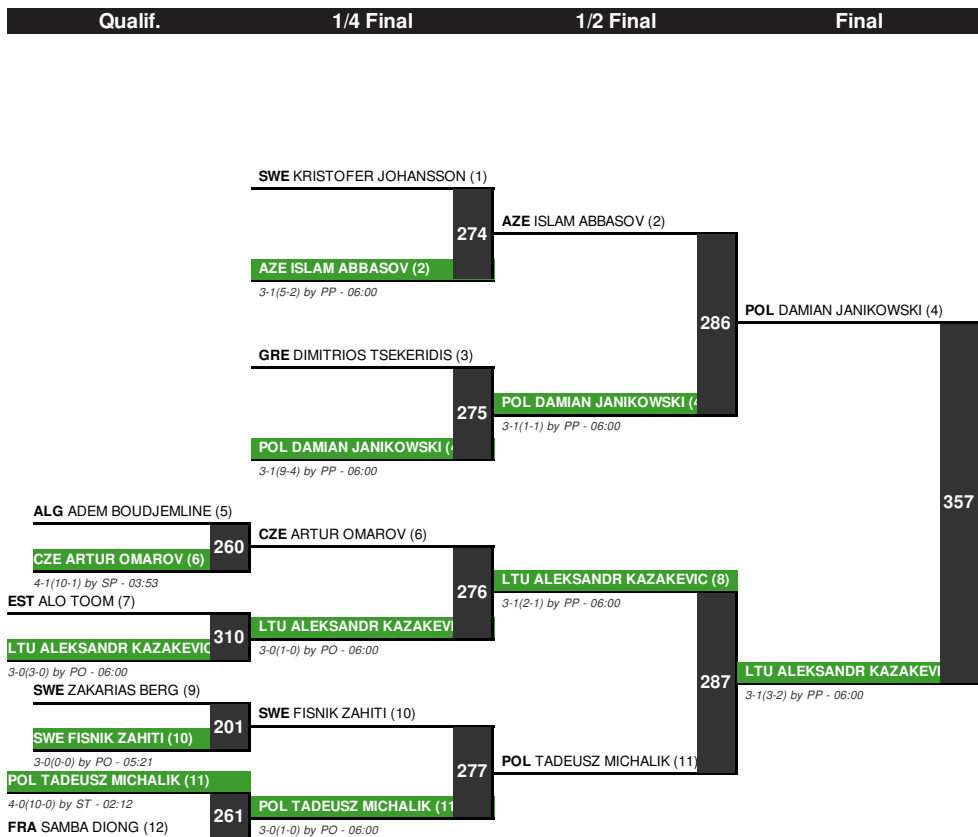 Qualif. 1/4 Final 1/2 Final Final
SWE KRISTOFER JOHANSSON (1)
274
AZE ISLAM ABBASOV (2)
3-1(5-2) by PP - 06:00
AZE ISLAM ABBASOV (2)
286
GRE DIMITRIOS TSEKERIDIS (3)
275
POL DAMIAN JANIKOWSKI (4
3-1(9-4) by PP - 06:00
POL DAMIAN JANIKOWSKI (4
3-1(1-1) by PP - 06:00
POL DAMIAN JANIKOWSKI (4)
357
ALG ADEM BOUDJEMLINE (5)
260
CZE ARTUR OMAROV (6)
4-1(10-1) by SP - 03:53
EST ALO TOOM (7)
310
LTU ALEKSANDR KAZAKEVIC
3-0(3-0) by PO - 06:00
CZE ARTUR OMAROV (6)
276
LTU ALEKSANDR KAZAKEVI
3-0(1-0) by PO - 06:00
LTU ALEKSANDR KAZAKEVIC (8)
3-1(2-1) by PP - 06:00
287
LTU ALEKSANDR KAZAKEVI
3-1(3-2) by PP - 06:00
SWE ZAKARIAS BERG (9)
201
SWE FISNIK ZAHITI (10)
3-0(0-0) by PO - 05:21
POL TADEUSZ MICHALIK (11)
4-0(10-0) by ST - 02:12
261
FRA SAMBA DIONG (12)
SWE FISNIK ZAHITI (10)
277
POL TADEUSZ MICHALIK (11
3-0(1-0) by PO - 06:00
POL TADEUSZ MICHALIK (11)